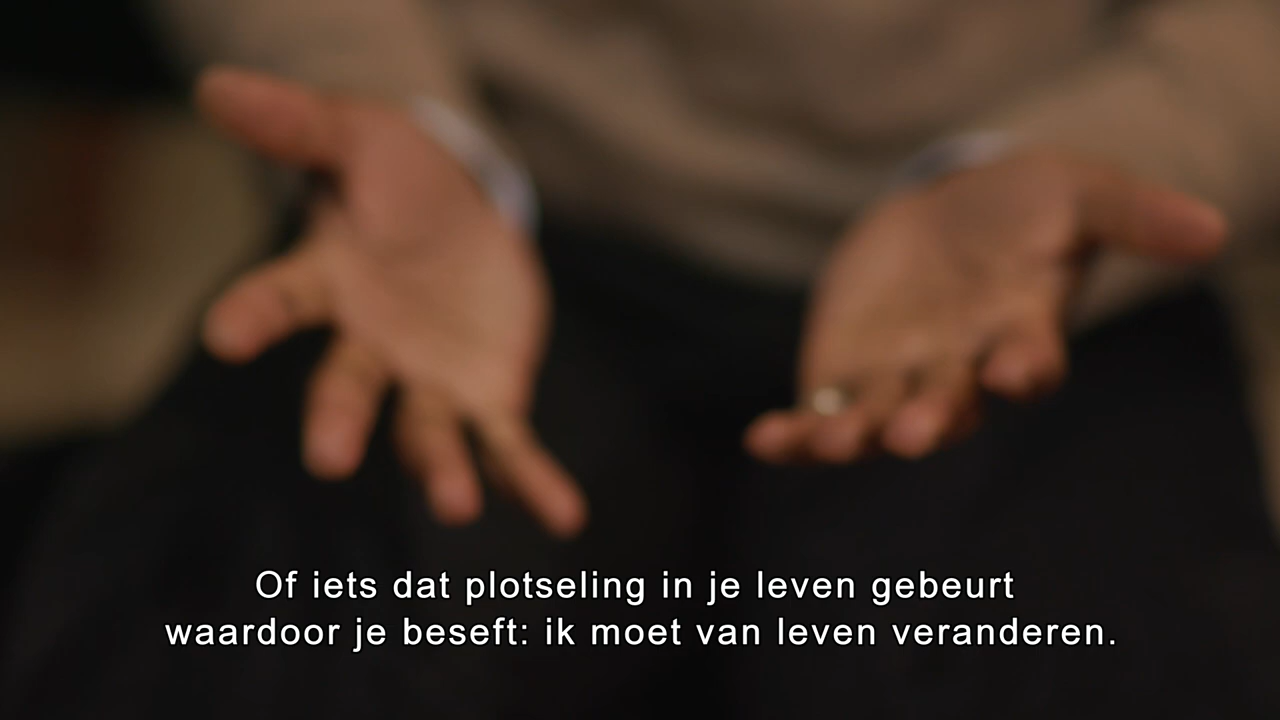 Of iets dat plotseling in je leven gebeurt
waardoor je beseft: ik moet van leven veranderen.